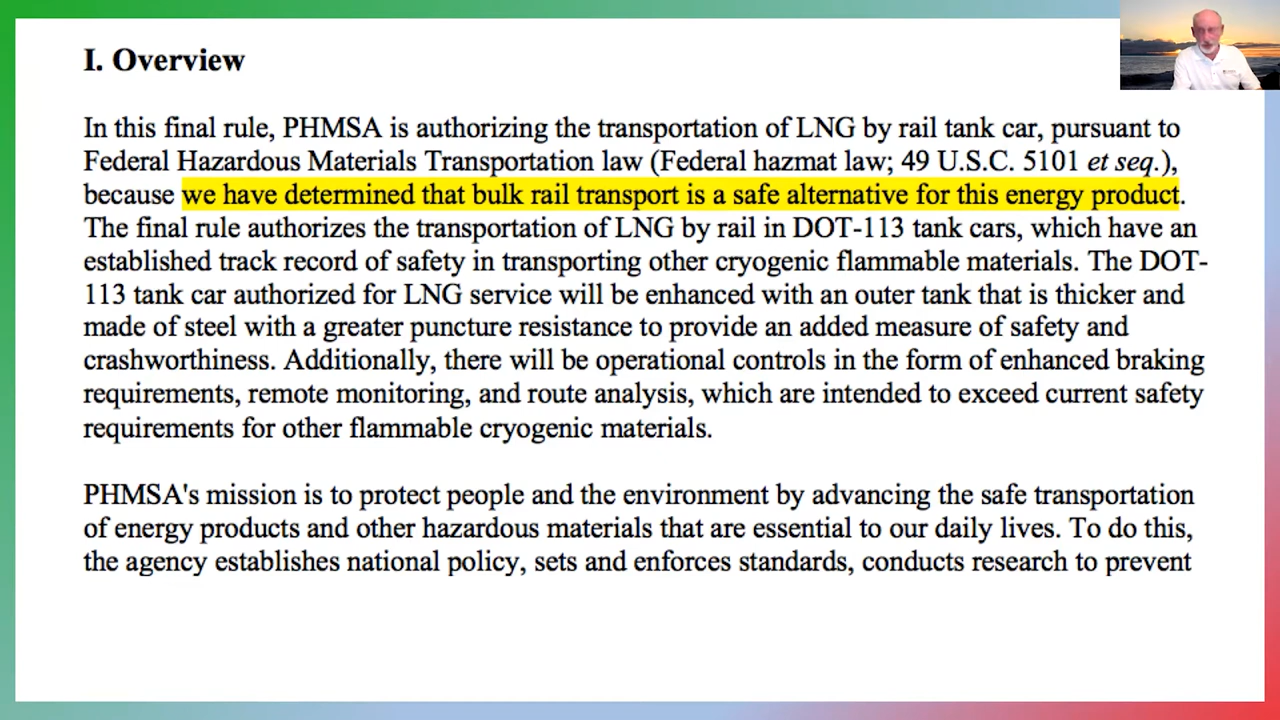 I. Overview
In this final rule, PHMSA is authorizing the transportation of LNG by rail tank car, pursuant to
Federal Hazardous Materials Transportation law (Federal hazmat law; 49 U.S.C. 5101 et seq.),
because we have determined that bulk rail transport is a safe alternative for this energy product.
The final rule authorizes the transportation of LNG by rail in DOT-113 tank cars, which have an
established track record of safety in transporting other cryogenic flammable materials. The DOT-
113 tank car authorized for LNG service will be enhanced with an outer tank that is thicker and
made of steel with a greater puncture resistance to provide an added measure of safety and
crashworthiness. Additionally, there will be operational controls in the form of enhanced braking
requirements, remote monitoring, and route analysis, which are intended to exceed current safety
requirements for other flammable cryogenic materials.
PHMSA's mission is to protect people and the environment by advancing the safe transportation
of energy products and other hazardous materials that are essential to our daily lives. To do this,
the agency establishes national policy, sets and enforces standards, conducts research to prevent